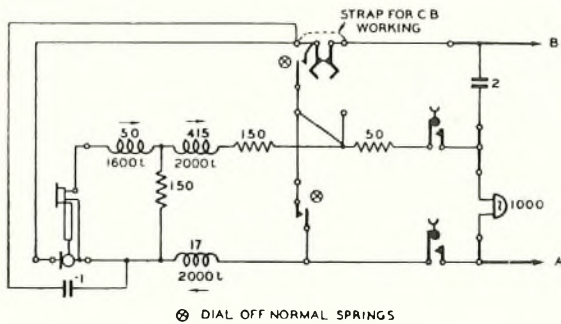 STRAP FOR C B
WORKING
B
2
50
1600t
415
2000t
150
50
150
1000
17
2000t
A
·1
⊗ DIAL OFF NORMAL SPRINGS